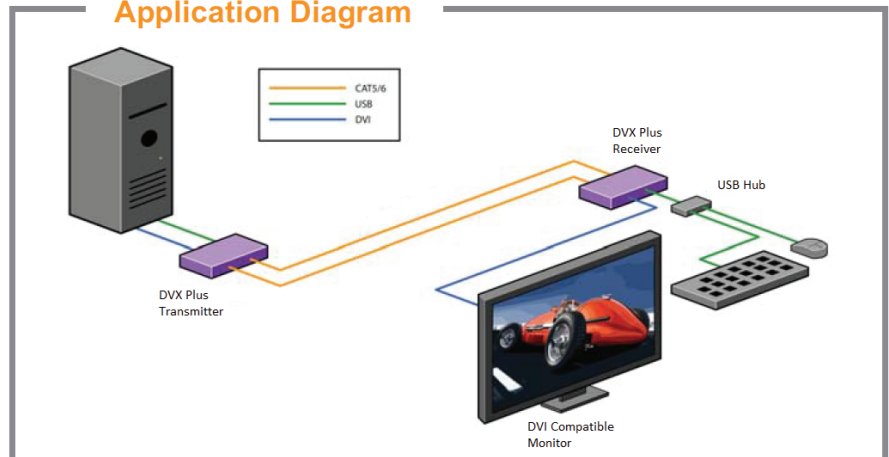 Application Diagram
CAT5/6
USB
DVI
DVX Plus
Receiver
USB Hub
DVX Plus
Transmitter
DVI Compatible
Monitor